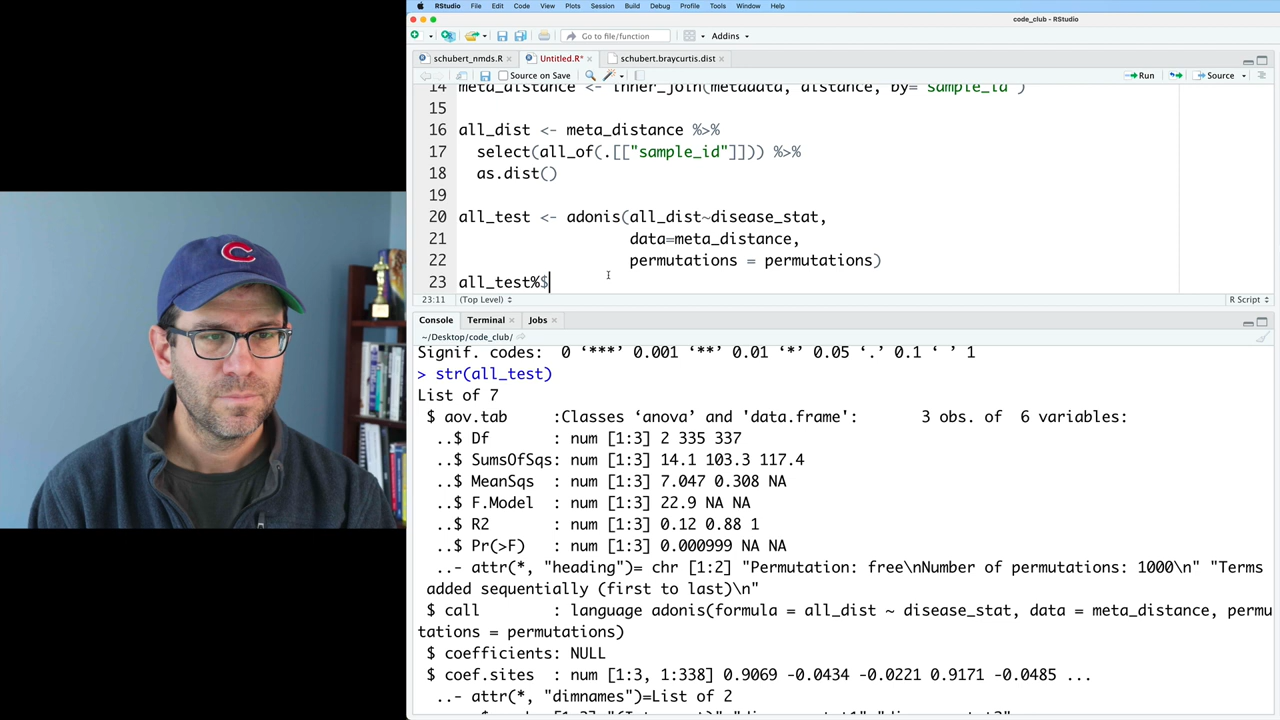 RStudio File Edit Code View Plots Session Build Debug Profile Tools Window Help
code_club - RStudio
Go to file/function Addins
schubert_nmds.R Untitled.R* schubert.braycurtis.dist
Source on Save Run Source
14 meta_distance <- inner_join(metadata, distance, by="sample_id")
15
16 all_dist <- meta_distance %>%
17 select(all_of(.[["sample_id"]])) %>%
18 as.dist()
19
20 all_test <- adonis(all_dist~disease_stat,
21 data=meta_distance,
22 permutations = permutations)
23 all_test%$
23:11 (Top Level) R Script
Console Terminal Jobs
~/Desktop/code_club/
Signif. codes: 0 ‘***’ 0.001 ‘**’ 0.01 ‘*’ 0.05 ‘.’ 0.1 ‘ ’ 1
> str(all_test)
List of 7
$ aov.tab :Classes ‘anova’ and 'data.frame': 3 obs. of 6 variables:
..$ Df : num [1:3] 2 335 337
..$ SumsOfSqs: num [1:3] 14.1 103.3 117.4
..$ MeanSqs : num [1:3] 7.047 0.308 NA
..$ F.Model : num [1:3] 22.9 NA NA
..$ R2 : num [1:3] 0.12 0.88 1
..$ Pr(>F) : num [1:3] 0.000999 NA NA
..- attr(*, "heading")= chr [1:2] "Permutation: free\nNumber of permutations: 1000\n" "Terms
added sequentially (first to last)\n"
$ call : language adonis(formula = all_dist ~ disease_stat, data = meta_distance, permu
tations = permutations)
$ coefficients: NULL
$ coef.sites : num [1:3, 1:338] 0.9069 -0.0434 -0.0221 0.9171 -0.0485 ...
..- attr(*, "dimnames")=List of 2